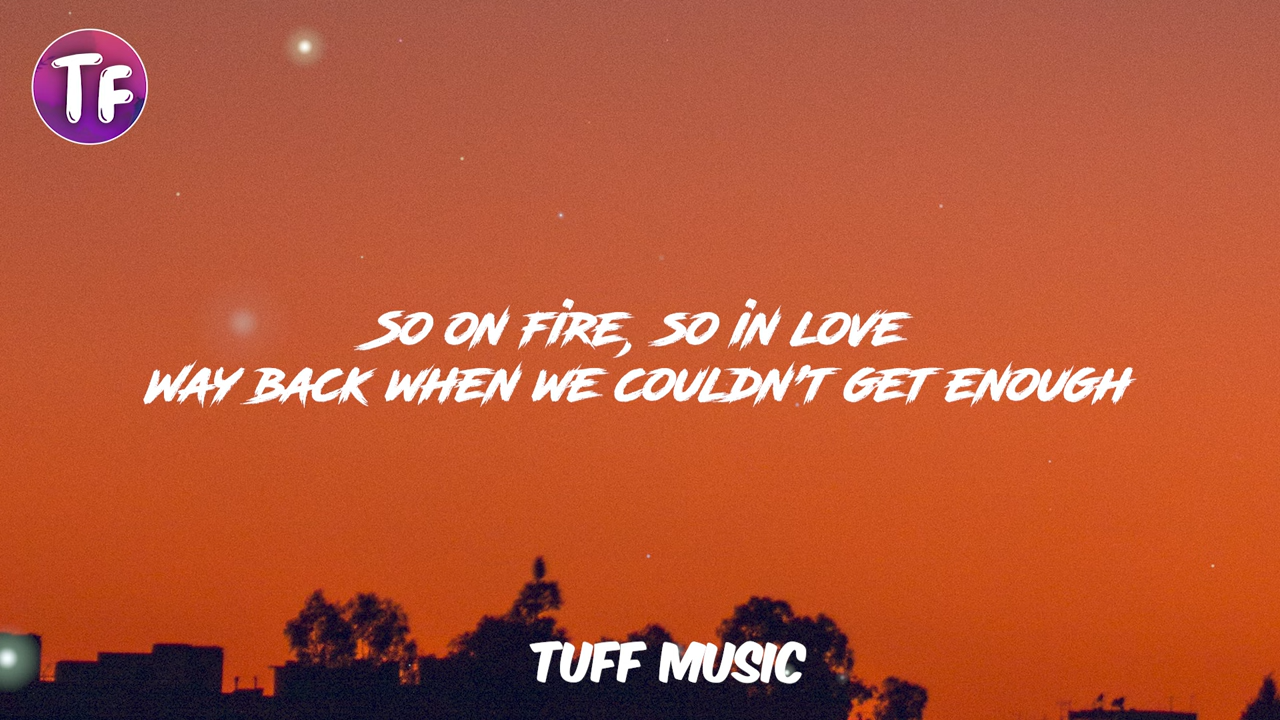 TF
SO ON FIRE, SO IN LOVE
WAY BACK WHEN WE COULDN'T GET ENOUGH
TUFF MUSIC